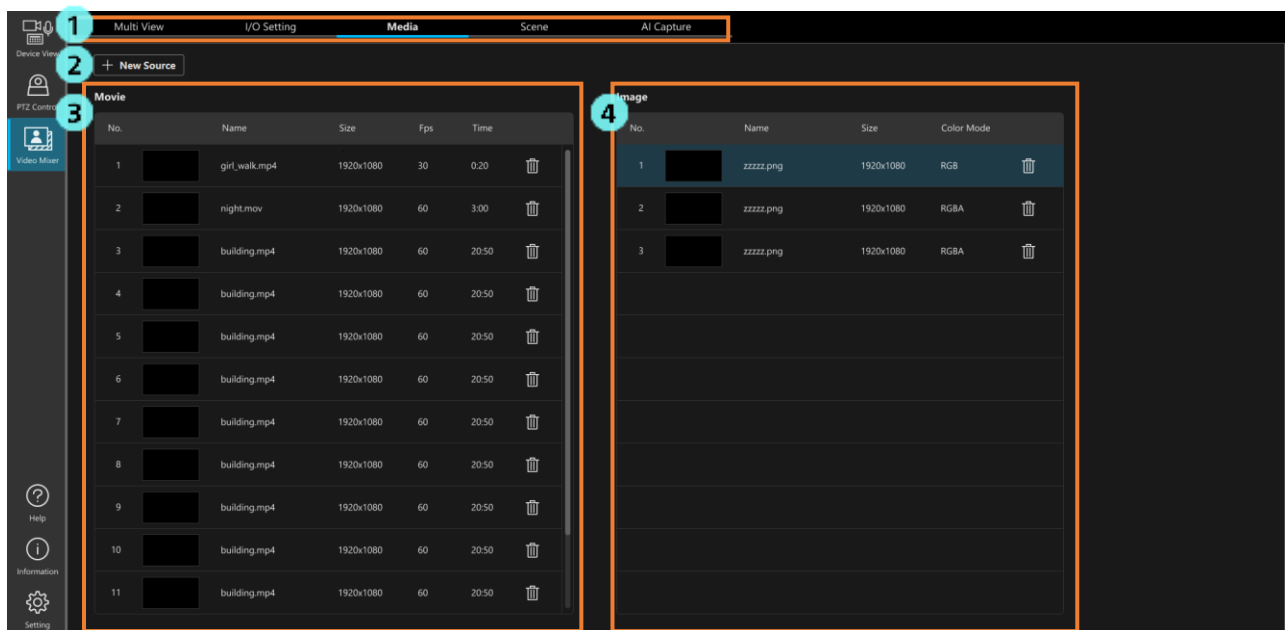 1 Multi View I/O Setting Media Scene AI Capture
Device View
2 + New Source
PTZ Control
3 Movie
4 Image
Video Mixer
No. Name Size Fps Time
1 girl_walk.mp4 1920x1080 30 0:20
2 night.mov 1920x1080 60 3:00
3 building.mp4 1920x1080 60 20:50
4 building.mp4 1920x1080 60 20:50
5 building.mp4 1920x1080 60 20:50
6 building.mp4 1920x1080 60 20:50
7 building.mp4 1920x1080 60 20:50
8 building.mp4 1920x1080 60 20:50
9 building.mp4 1920x1080 60 20:50
10 building.mp4 1920x1080 60 20:50
11 building.mp4 1920x1080 60 20:50
No. Name Size Color Mode
1 zzzzz.png 1920x1080 RGB
2 zzzzz.png 1920x1080 RGBA
3 zzzzz.png 1920x1080 RGBA
Help
Information
Setting